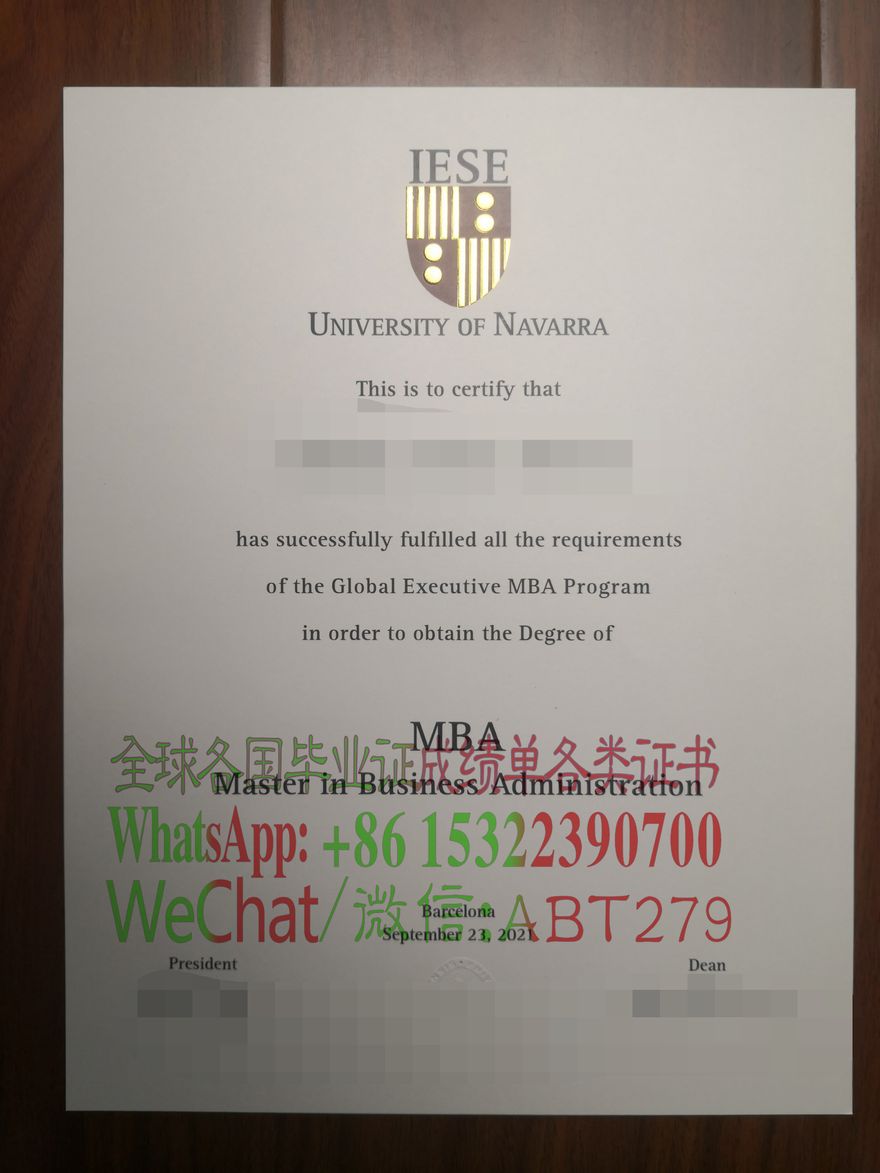 IESE
UNIVERSITY OF NAVARRA
This is to certify that
has successfully fulfilled all the requirements
of the Global Executive MBA Program
in order to obtain the Degree of
MBA
全球各国毕业证成绩单各类证书
Master in Business Administration
WhatsApp: +86 15322390700
WeChat/微信:ABT279
Barcelona
September 23, 2021
President
Dean